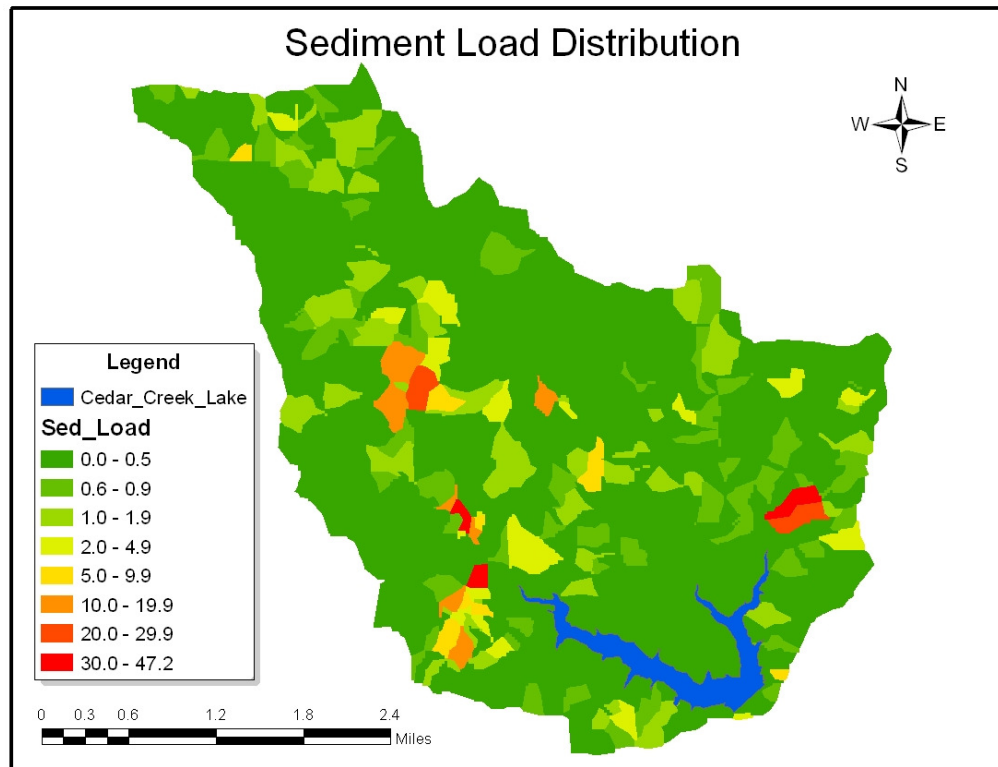 Sediment Load Distribution
N
W E
S
Legend
Cedar_Creek_Lake
Sed_Load
0.0 - 0.5
0.6 - 0.9
1.0 - 1.9
2.0 - 4.9
5.0 - 9.9
10.0 - 19.9
20.0 - 29.9
30.0 - 47.2
0 0.3 0.6 1.2 1.8 2.4
Miles